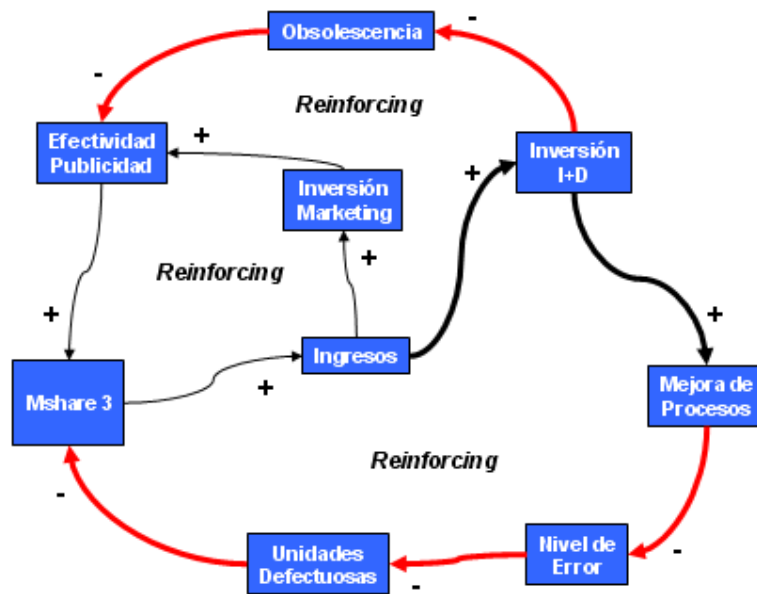 -
Obsolescencia
-
Reinforcing
Efectividad
Publicidad
+
+
Inversión
I+D
Inversión
Marketing
Reinforcing
+
+
+
Ingresos
Mshare 3
+
Mejora de
Procesos
Reinforcing
-
-
Unidades
Defectuosas
-
Nivel de
Error